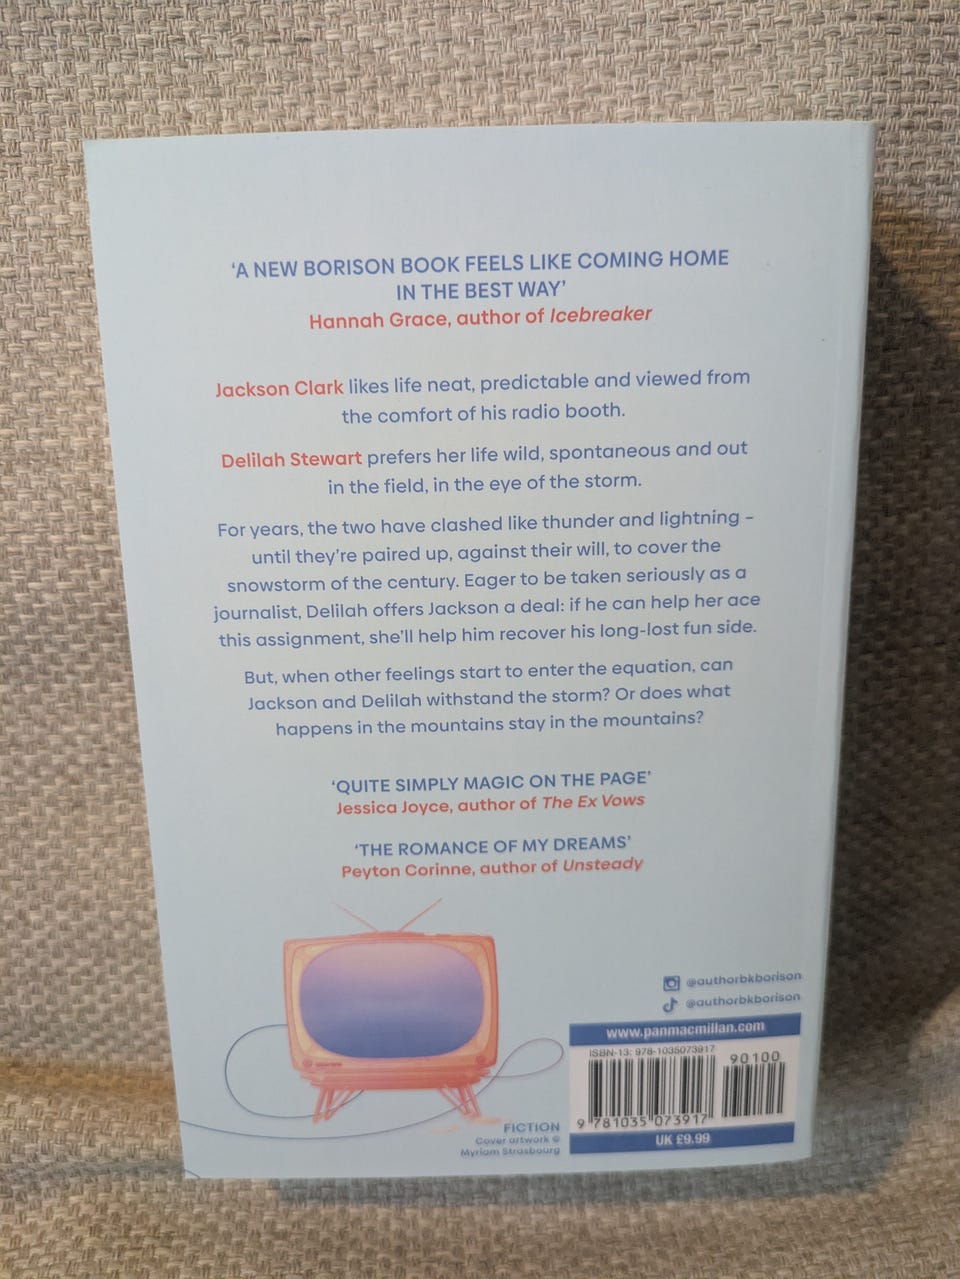 ‘A NEW BORISON BOOK FEELS LIKE COMING HOME
IN THE BEST WAY’
Hannah Grace, author of Icebreaker
Jackson Clark likes life neat, predictable and viewed from
the comfort of his radio booth.
Delilah Stewart prefers her life wild, spontaneous and out
in the field, in the eye of the storm.
For years, the two have clashed like thunder and lightning –
until they’re paired up, against their will, to cover the
snowstorm of the century. Eager to be taken seriously as a
journalist, Delilah offers Jackson a deal: if he can help her ace
this assignment, she’ll help him recover his long-lost fun side.
But, when other feelings start to enter the equation, can
Jackson and Delilah withstand the storm? Or does what
happens in the mountains stay in the mountains?
‘QUITE SIMPLY MAGIC ON THE PAGE’
Jessica Joyce, author of The Ex Vows
‘THE ROMANCE OF MY DREAMS’
Peyton Corinne, author of Unsteady
@authorbkborison
@authorbkborison
www.panmacmillan.com
ISBN-13: 978-1035073917
90100
9 781035 073917
UK £9.99
FICTION
Cover artwork ©
Myriam Strasbourg